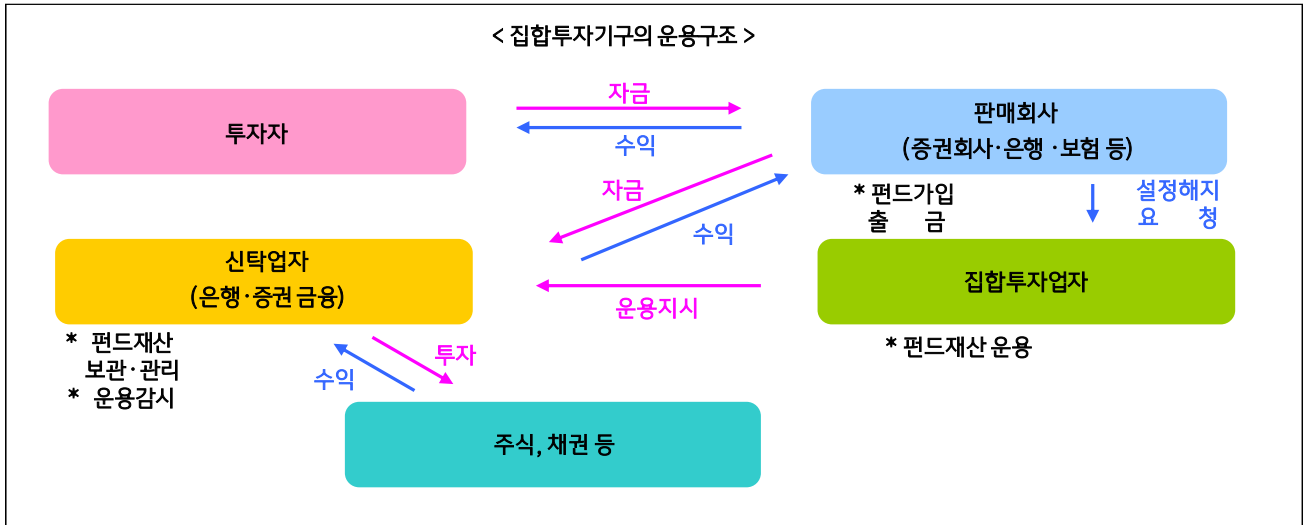 < 집합투자기구의 운용구조 >
투자자
자금
수익
판매회사
(증권회사·은행 ·보험 등)
자금
수익
* 펀드가입
출 금
설정해지
요 청
신탁업자
(은행·증권 금융)
운용지시
집합투자업자
* 펀드재산
보관·관리
* 운용감시
* 펀드재산 운용
투자
수익
주식, 채권 등